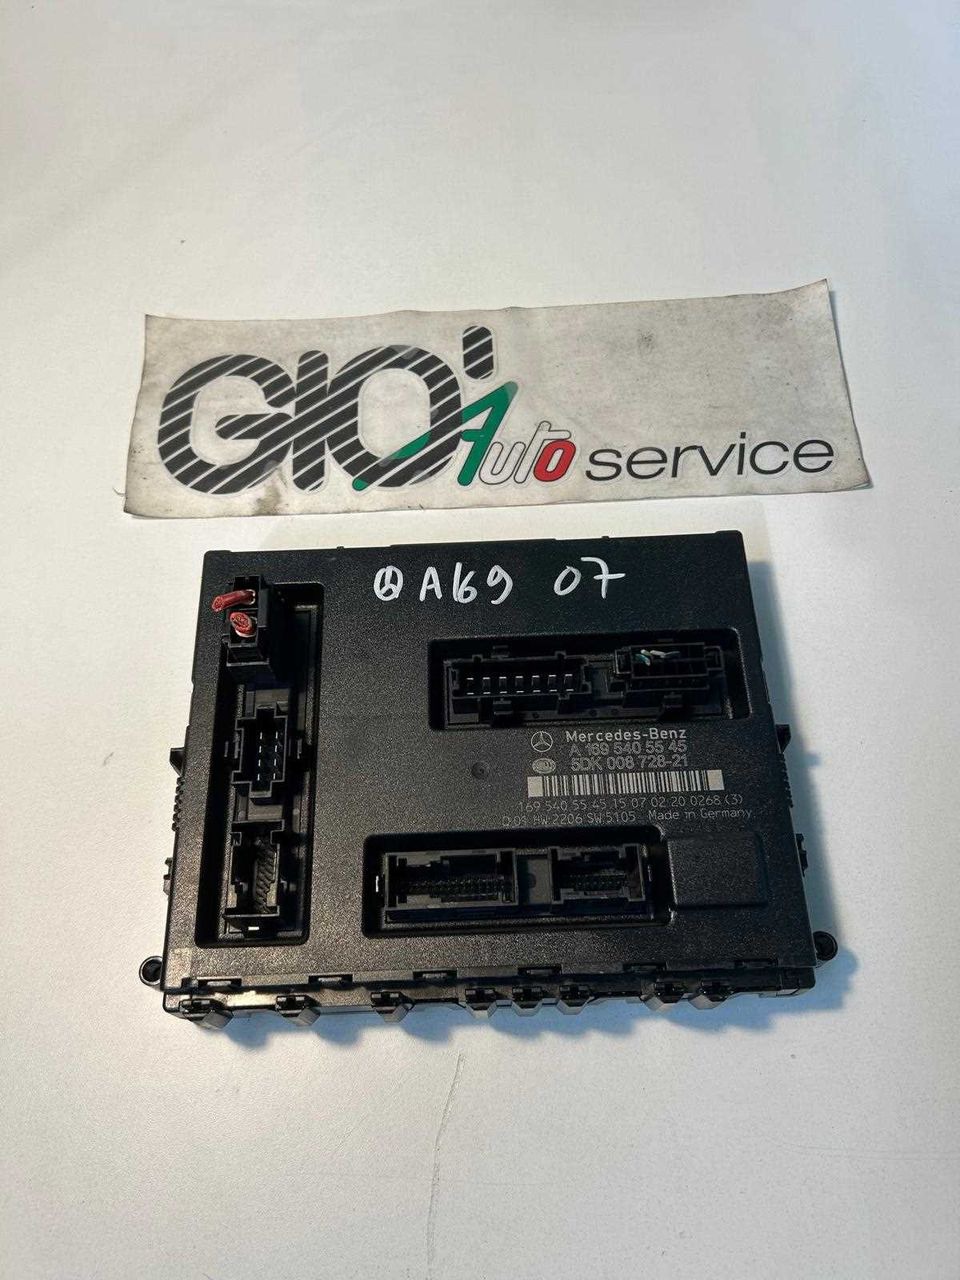 GIO' Auto service
A169 07
Mercedes-Benz
A 169 540 55 45
5DK 008 728-21
169 540 55 45 15 07 02 20 0268 (3)
D:09 HW:2206 SW:5105 Made in Germany